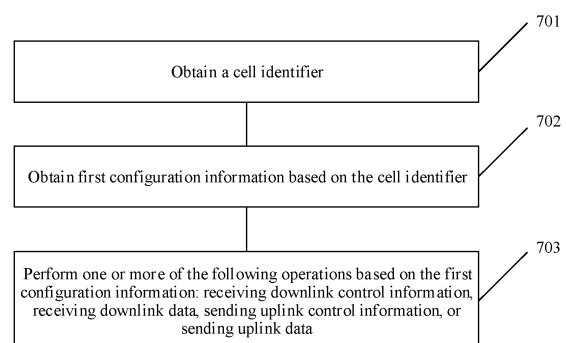 701
Obtain a cell identifier
702
Obtain first configuration information based on the cell identifier
703
Perform one or more of the following operations based on the first
configuration information: receiving downlink control information,
receiving downlink data, sending uplink control information, or
sending uplink data